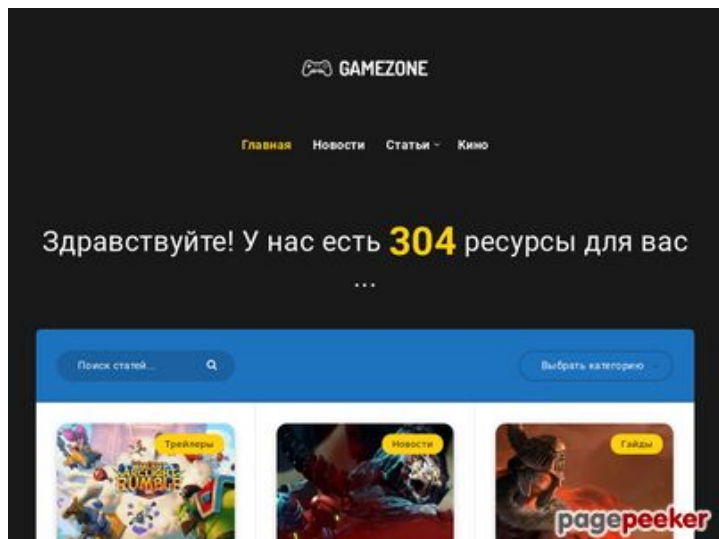 GAMEZONE
Главная Новости Статьи Кино
Здравствуйте! У нас есть 304 ресурсы для вас
...
Поиск статей... Выбрать категорию
Трейлеры Новости Гайды
RUMBLE
pagepeeker